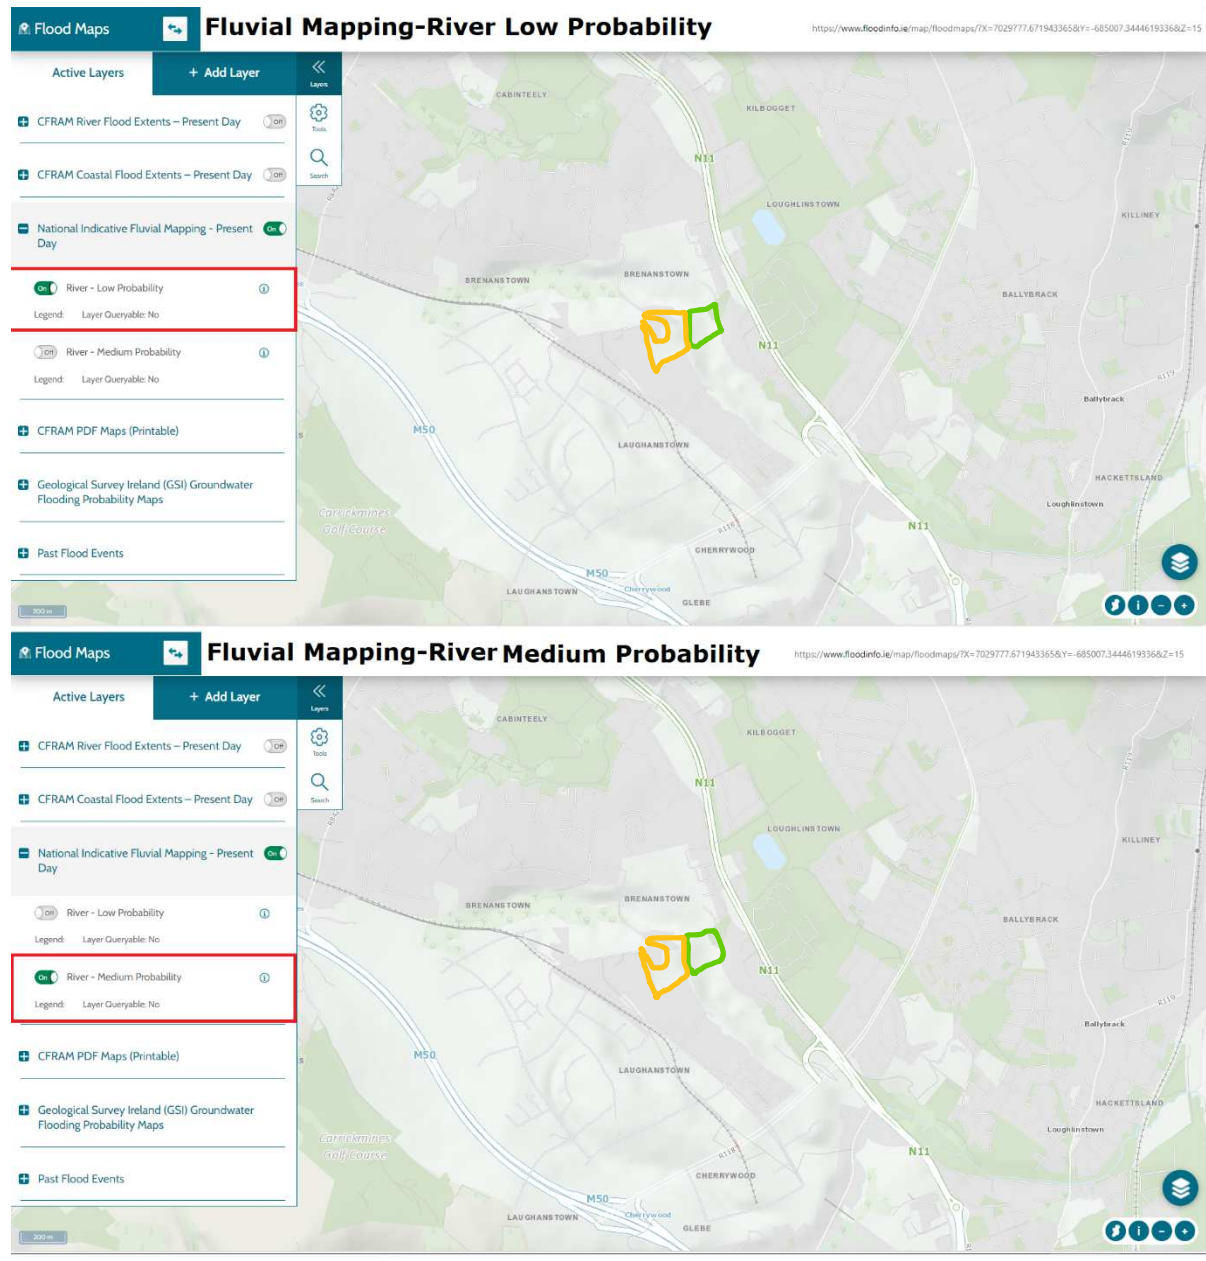 Flood Maps
Fluvial Mapping-River Low Probability
https://www.floodinfo.ie/map/floodmaps/?X=7029777.671943365&Y=-685007.3444619336&Z=15
Active Layers
+ Add Layer
Layers
CFRAM River Flood Extents – Present Day
Off
Tools
CFRAM Coastal Flood Extents – Present Day
Off
Search
National Indicative Fluvial Mapping - Present
Day
On
On
River - Low Probability
Legend: Layer Queryable: No
Off
River - Medium Probability
Legend: Layer Queryable: No
CFRAM PDF Maps (Printable)
Geological Survey Ireland (GSI) Groundwater
Flooding Probability Maps
Past Flood Events
200 m
CABINTEELY
KILBOGGET
R119
N11
R842
LOUGHLINSTOWN
KILLINEY
BRENANSTOWN
BRENANSTOWN
BALLYBRACK
N11
R119
Ballybrack
M50
LAUGHANSTOWN
HACKETTSLAND
Loughlinstown
Carrickmines
Golf Course
R118
N11
CHERRYWOOD
M50
LAUGHANSTOWN
Cherrywood
GLEBE
Flood Maps
Fluvial Mapping-River Medium Probability
https://www.floodinfo.ie/map/floodmaps/?X=7029777.671943365&Y=-685007.3444619336&Z=15
Active Layers
+ Add Layer
Layers
CFRAM River Flood Extents – Present Day
Off
Tools
CFRAM Coastal Flood Extents – Present Day
Off
Search
National Indicative Fluvial Mapping - Present
Day
On
Off
River - Low Probability
Legend: Layer Queryable: No
On
River - Medium Probability
Legend: Layer Queryable: No
CFRAM PDF Maps (Printable)
Geological Survey Ireland (GSI) Groundwater
Flooding Probability Maps
Past Flood Events
200 m
CABINTEELY
KILBOGGET
R119
N11
R842
LOUGHLINSTOWN
KILLINEY
BRENANSTOWN
BRENANSTOWN
BALLYBRACK
N11
R119
Ballybrack
M50
LAUGHANSTOWN
HACKETTSLAND
Loughlinstown
Carrickmines
Golf Course
R118
N11
CHERRYWOOD
M50
LAUGHANSTOWN
Cherrywood
GLEBE